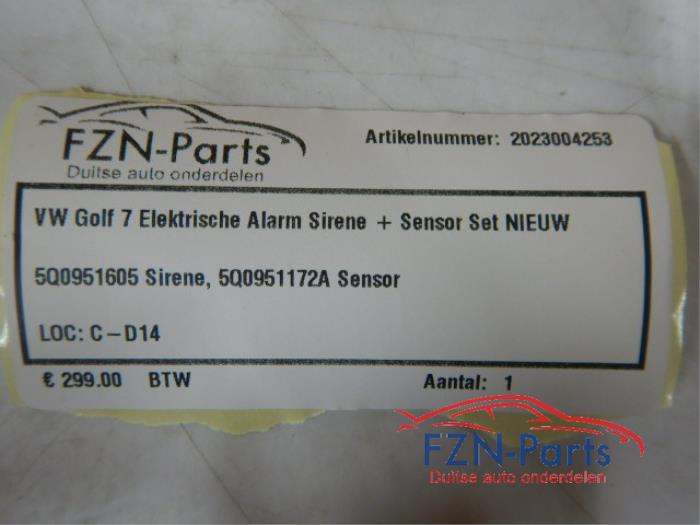 FZN-Parts
Duitse auto onderdelen
Artikelnummer: 2023004253
VW Golf 7 Elektrische Alarm Sirene + Sensor Set NIEUW
5Q0951605 Sirene, 5Q0951172A Sensor
LOC: C-D14
€ 299.00 BTW
Aantal: 1
FZN-Parts
Duitse auto onderdelen